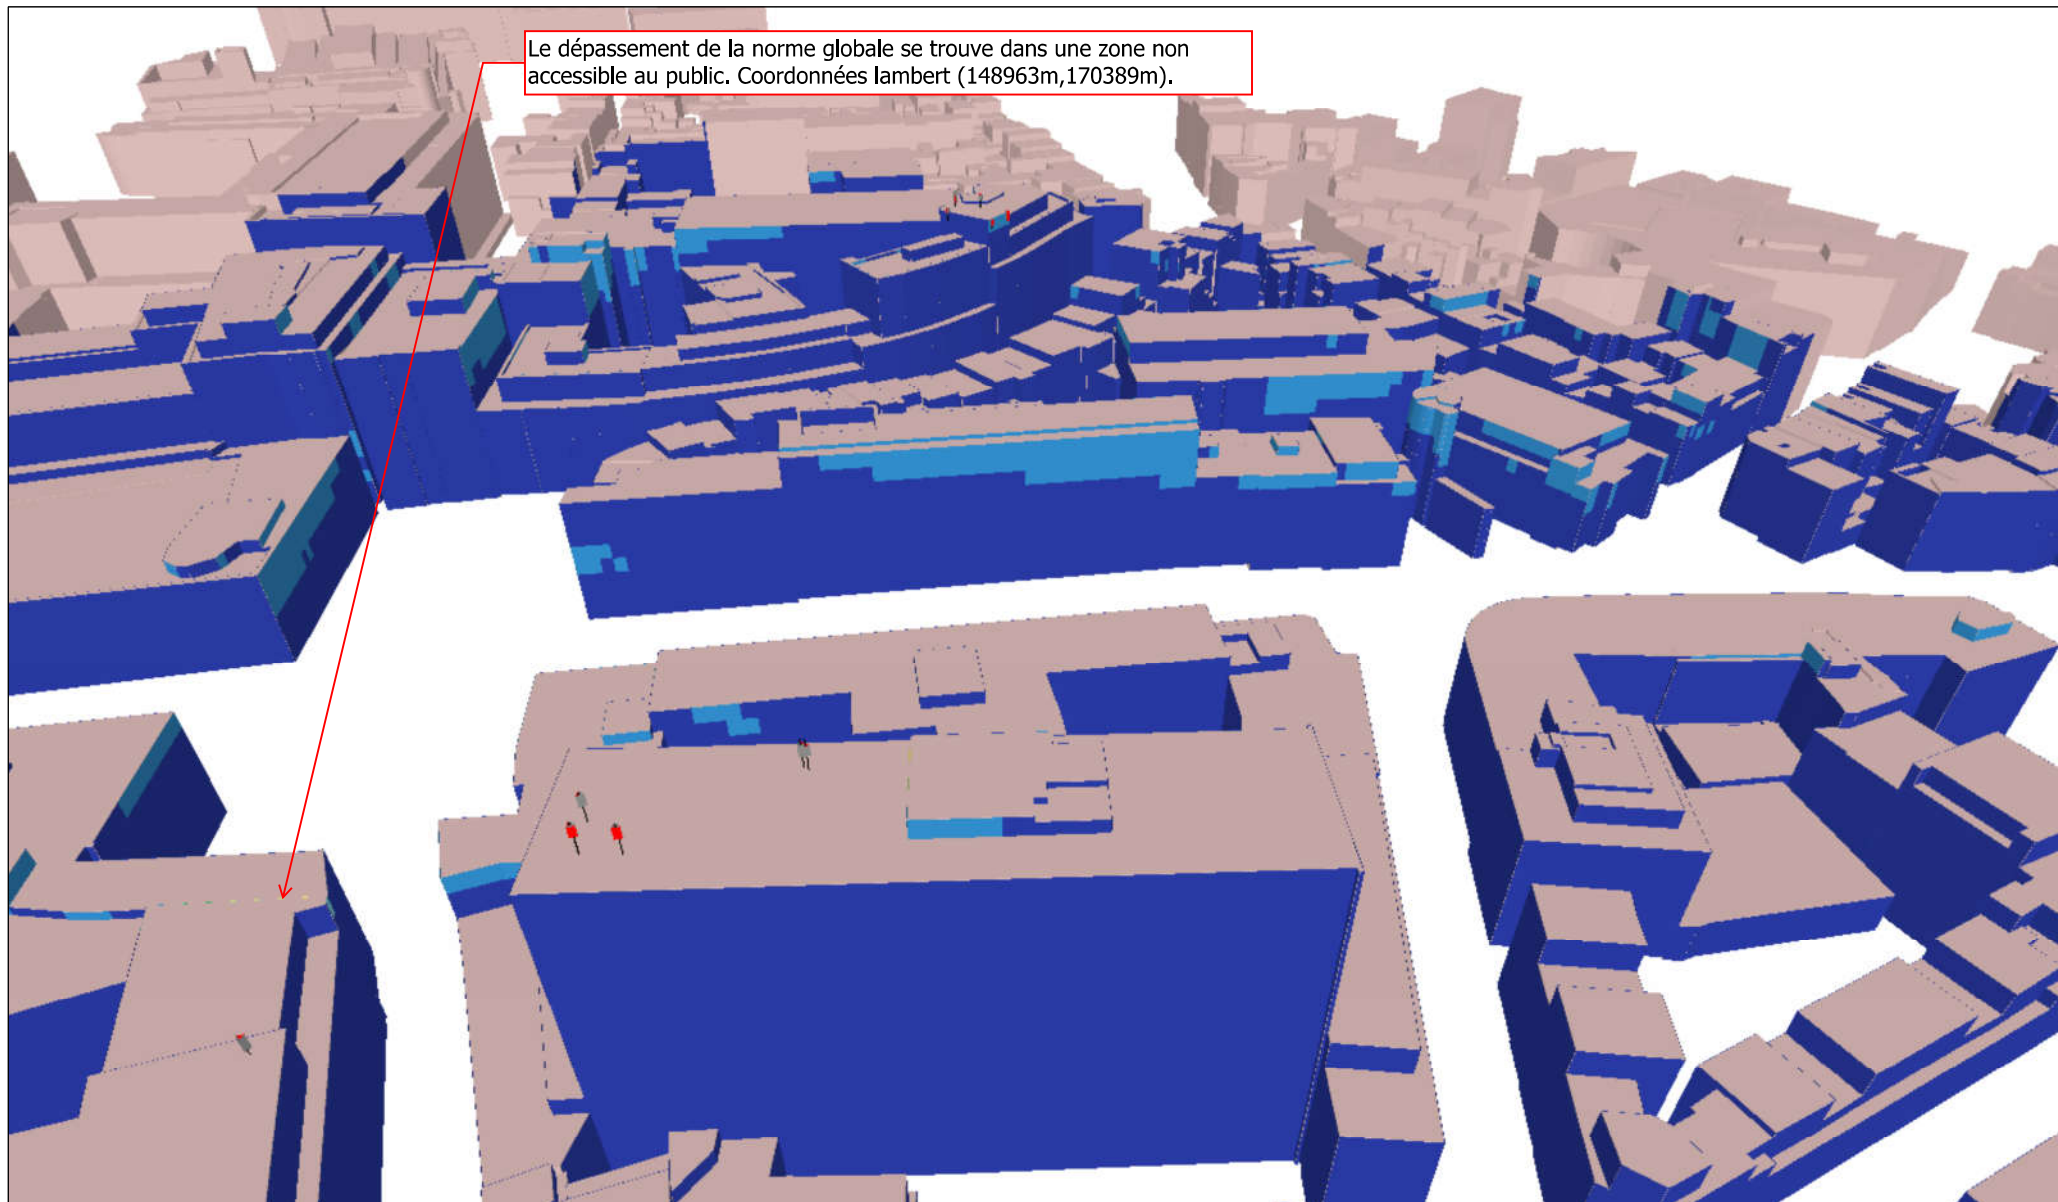 Le dépassement de la norme globale se trouve dans une zone non
accessible au public. Coordonnées lambert (148963m,170389m).